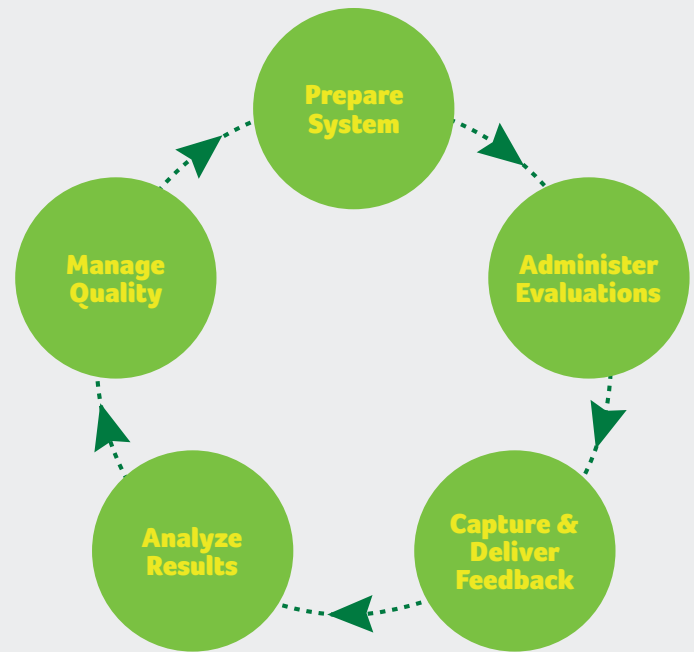 Prepare
System
Administer
Evaluations
Capture &
Deliver
Feedback
Analyze
Results
Manage
Quality